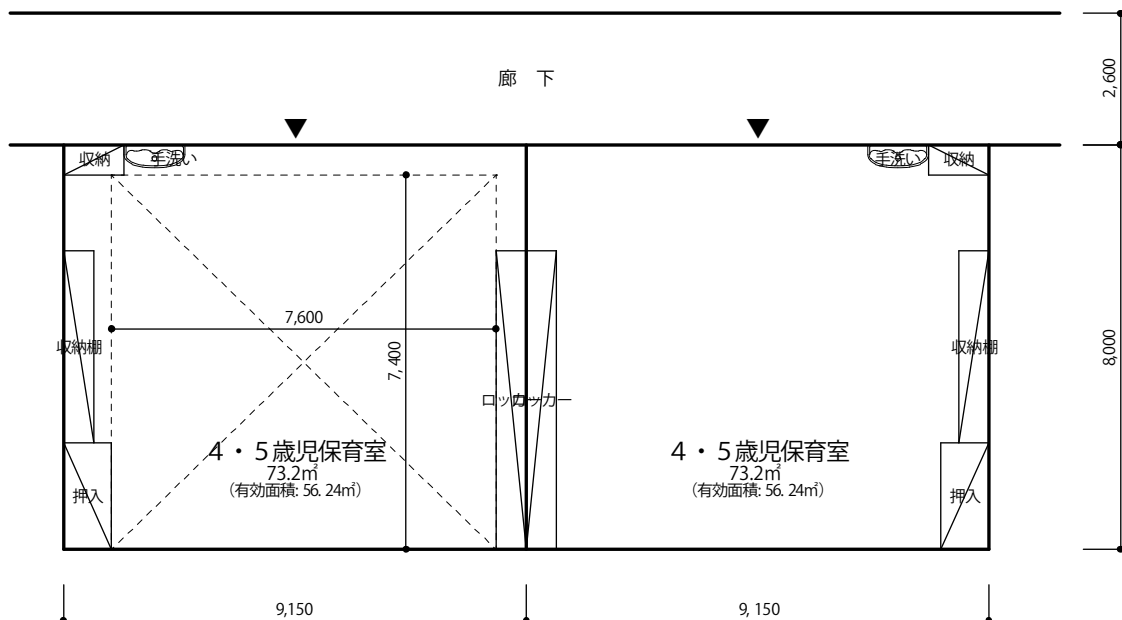 廊　下
2,600
収納
手洗い
手洗い
収納
7,600
7,400
収納棚
収納棚
8,000
ロッカー
ロッカー
４・５歳児保育室
73.2㎡
（有効面積: 56. 24㎡）
４・５歳児保育室
73.2㎡
（有効面積: 56. 24㎡）
押入
押入
9,150
9, 150